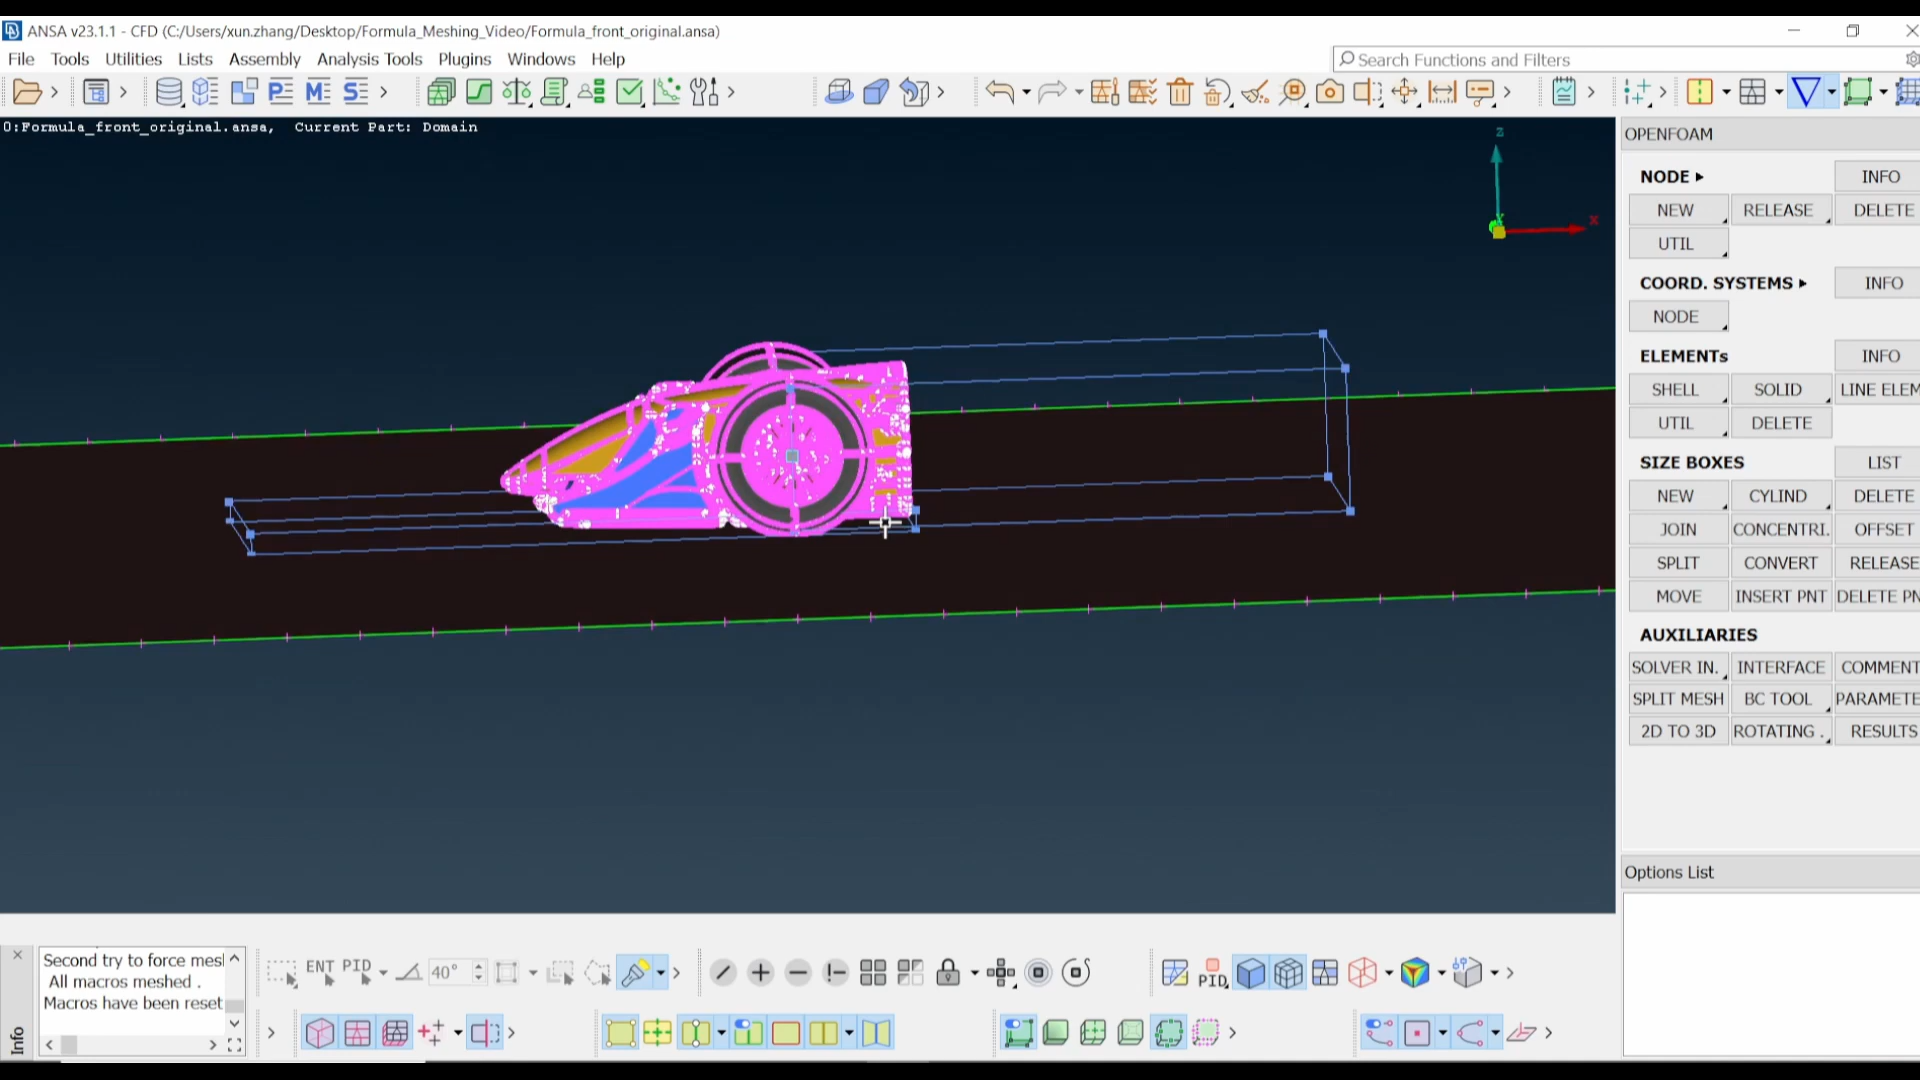 ANSA v23.1.1 - CFD (C:/Users/xun.zhang/Desktop/Formula_Meshing_Video/Formula_front_original.ansa)
File Tools Utilities Lists Assembly Analysis Tools Plugins Windows Help
Search Functions and Filters
0:Formula_front_original.ansa, Current Part: Domain
z
x
Y
OPENFOAM
NODE INFO
NEW RELEASE DELETE
UTIL
COORD. SYSTEMS INFO
NODE
ELEMENTs INFO
SHELL SOLID LINE ELEM
UTIL DELETE
SIZE BOXES LIST
NEW CYLIND DELETE
JOIN CONCENTRI. OFFSET
SPLIT CONVERT RELEASE
MOVE INSERT PNT DELETE PN
AUXILIARIES
SOLVER IN. INTERFACE COMMENT
SPLIT MESH BC TOOL PARAMETE
2D TO 3D ROTATING . RESULTS
Options List
Info
Second try to force mesl
All macros meshed .
Macros have been reset
ENT PID 40°
PID